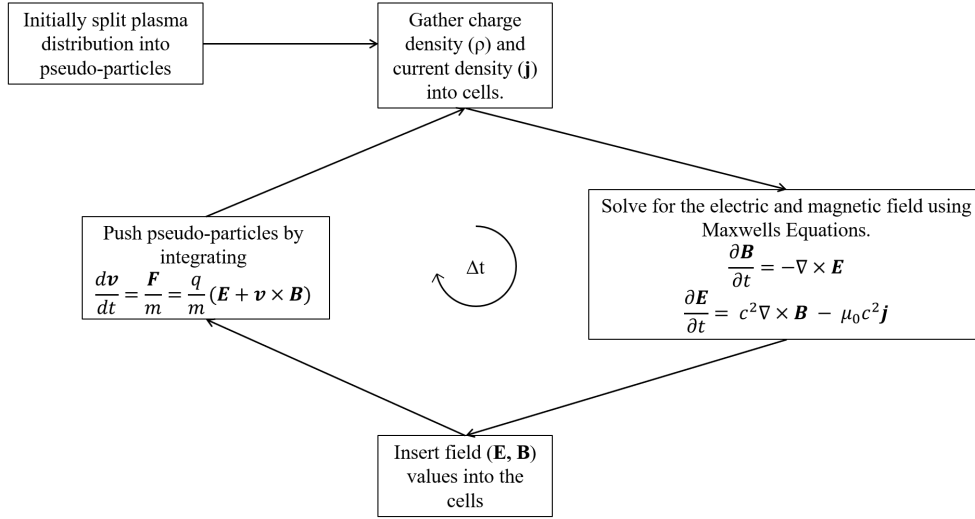 Initially split plasma
distribution into
pseudo-particles
Gather charge
density (ρ) and
current density (j)
into cells.
Solve for the electric and magnetic field using
Maxwells Equations.
∂B/∂t = −∇ × E
∂E/∂t = c²∇ × B − μ₀c²j
Push pseudo-particles by
integrating
dv/dt = F/m = q/m (E + v × B)
Δt
Insert field (E, B)
values into the
cells